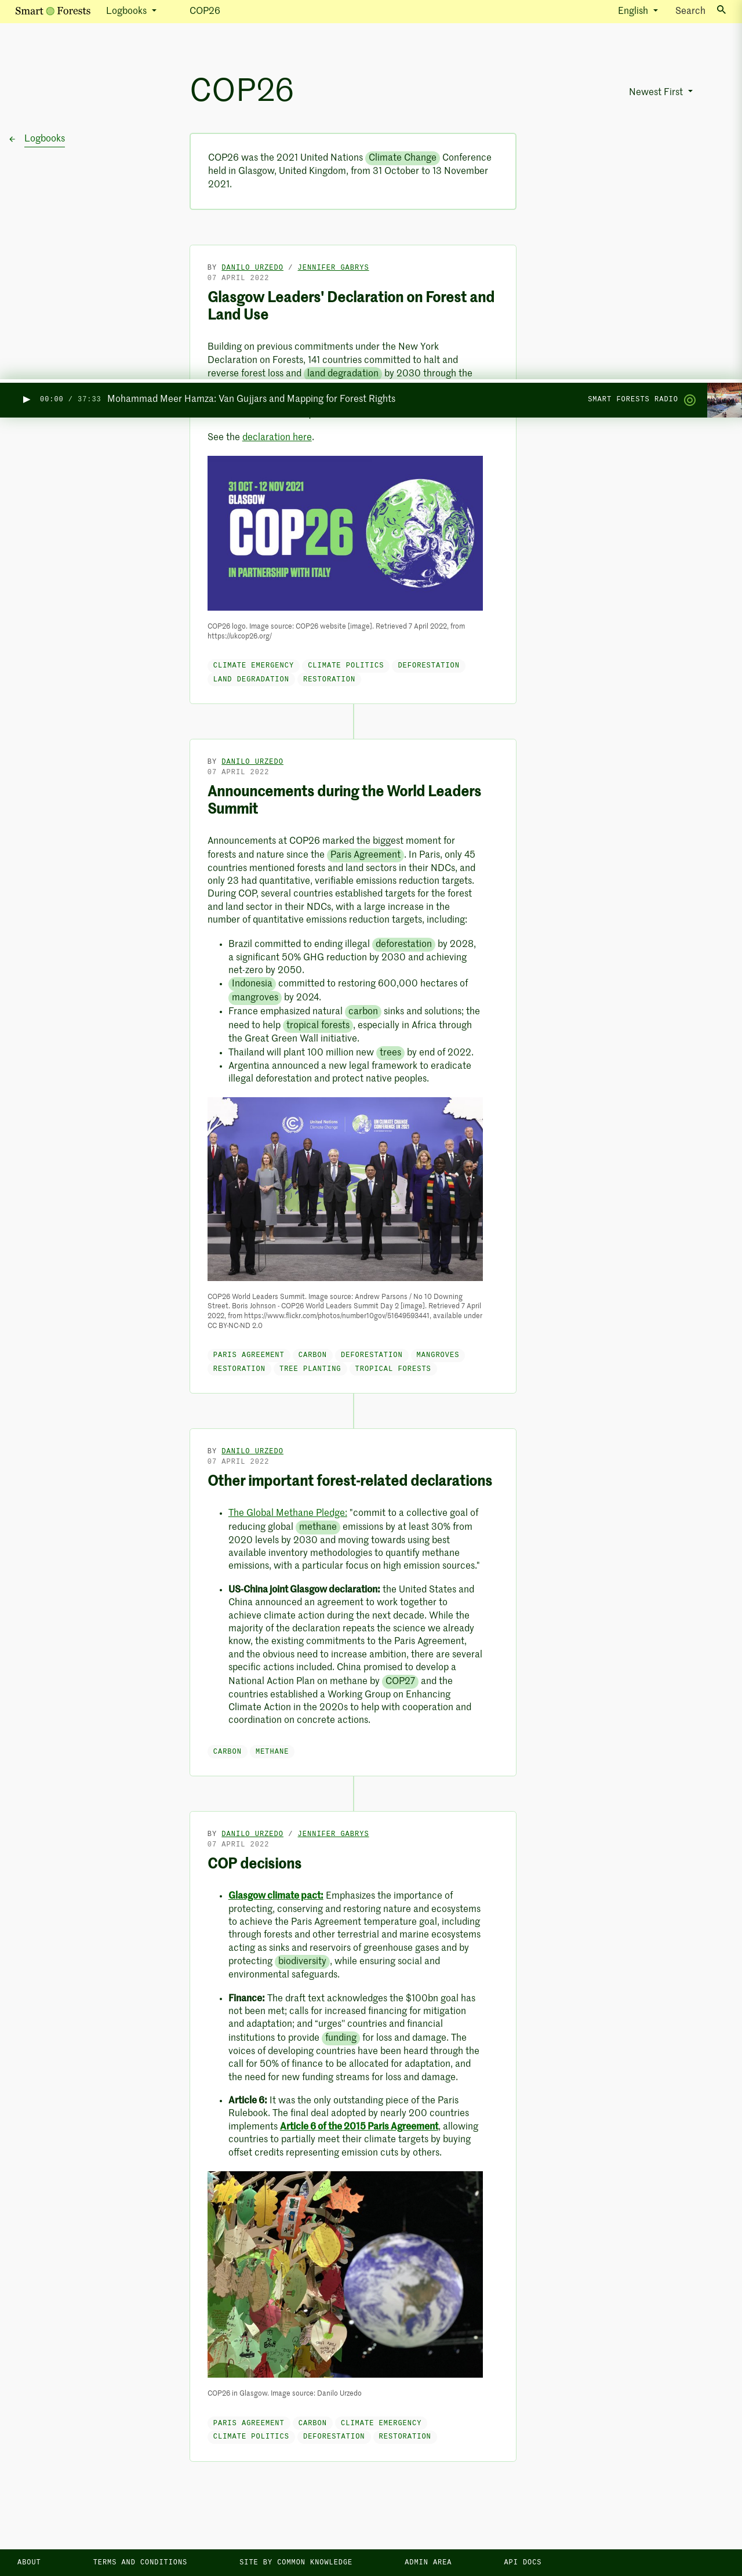 Smart Forests
Logbooks
COP26
English
Search
COP26
Newest First
Logbooks
COP26 was the 2021 United Nations Climate Change Conference
held in Glasgow, United Kingdom, from 31 October to 13 November
2021.
BY DANILO URZEDO / JENNIFER GABRYS
07 APRIL 2022
Glasgow Leaders' Declaration on Forest and
Land Use
Building on previous commitments under the New York
Declaration on Forests, 141 countries committed to halt and
reverse forest loss and land degradation by 2030 through the
00:00 / 37:33 Mohammad Meer Hamza: Van Gujjars and Mapping for Forest Rights
SMART FORESTS RADIO
See the declaration here.
31 OCT - 12 NOV 2021
GLASGOW
COP26
IN PARTNERSHIP WITH ITALY
COP26 logo. Image source: COP26 website [image]. Retrieved 7 April 2022, from
https://ukcop26.org/
CLIMATE EMERGENCY CLIMATE POLITICS DEFORESTATION
LAND DEGRADATION RESTORATION
BY DANILO URZEDO
07 APRIL 2022
Announcements during the World Leaders
Summit
Announcements at COP26 marked the biggest moment for
forests and nature since the Paris Agreement. In Paris, only 45
countries mentioned forests and land sectors in their NDCs, and
only 23 had quantitative, verifiable emissions reduction targets.
During COP, several countries established targets for the forest
and land sector in their NDCs, with a large increase in the
number of quantitative emissions reduction targets, including:
• Brazil committed to ending illegal deforestation by 2028,
a significant 50% GHG reduction by 2030 and achieving
net-zero by 2050.
• Indonesia committed to restoring 600,000 hectares of
mangroves by 2024.
• France emphasized natural carbon sinks and solutions; the
need to help tropical forests, especially in Africa through
the Great Green Wall initiative.
• Thailand will plant 100 million new trees by end of 2022.
• Argentina announced a new legal framework to eradicate
illegal deforestation and protect native peoples.
COP26 World Leaders Summit. Image source: Andrew Parsons / No 10 Downing
Street. Boris Johnson - COP26 World Leaders Summit Day 2 [image]. Retrieved 7 April
2022, from https://www.flickr.com/photos/number10gov/51649693441, available under
CC BY-NC-ND 2.0
PARIS AGREEMENT CARBON DEFORESTATION MANGROVES
RESTORATION TREE PLANTING TROPICAL FORESTS
BY DANILO URZEDO
07 APRIL 2022
Other important forest-related declarations
• The Global Methane Pledge: "commit to a collective goal of
reducing global methane emissions by at least 30% from
2020 levels by 2030 and moving towards using best
available inventory methodologies to quantify methane
emissions, with a particular focus on high emission sources."
• US-China joint Glasgow declaration: the United States and
China announced an agreement to work together to
achieve climate action during the next decade. While the
majority of the declaration repeats the science we already
know, the existing commitments to the Paris Agreement,
and the obvious need to increase ambition, there are several
specific actions included. China promised to develop a
National Action Plan on methane by COP27 and the
countries established a Working Group on Enhancing
Climate Action in the 2020s to help with cooperation and
coordination on concrete actions.
CARBON METHANE
BY DANILO URZEDO / JENNIFER GABRYS
07 APRIL 2022
COP decisions
• Glasgow climate pact: Emphasizes the importance of
protecting, conserving and restoring nature and ecosystems
to achieve the Paris Agreement temperature goal, including
through forests and other terrestrial and marine ecosystems
acting as sinks and reservoirs of greenhouse gases and by
protecting biodiversity, while ensuring social and
environmental safeguards.
• Finance: The draft text acknowledges the $100bn goal has
not been met; calls for increased financing for mitigation
and adaptation; and "urges" countries and financial
institutions to provide funding for loss and damage. The
voices of developing countries have been heard through the
call for 50% of finance to be allocated for adaptation, and
the need for new funding streams for loss and damage.
• Article 6: It was the only outstanding piece of the Paris
Rulebook. The final deal adopted by nearly 200 countries
implements Article 6 of the 2015 Paris Agreement, allowing
countries to partially meet their climate targets by buying
offset credits representing emission cuts by others.
COP26 in Glasgow. Image source: Danilo Urzedo
PARIS AGREEMENT CARBON CLIMATE EMERGENCY
CLIMATE POLITICS DEFORESTATION RESTORATION
ABOUT
TERMS AND CONDITIONS
SITE BY COMMON KNOWLEDGE
ADMIN AREA
API DOCS